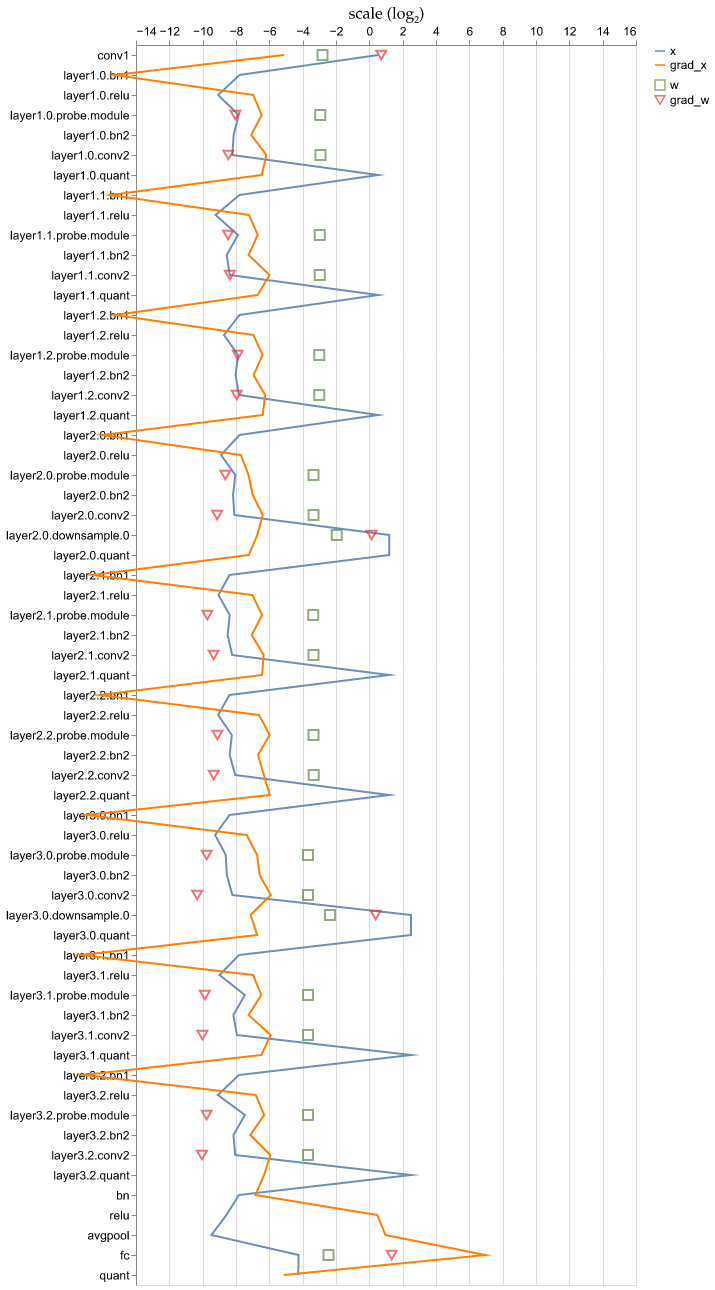 scale (log₂)
−14 −12 −10 −8 −6 −4 −2 0 2 4 6 8 10 12 14 16
x
grad_x
w
grad_w
conv1
layer1.0.bn1
layer1.0.relu
layer1.0.probe.module
layer1.0.bn2
layer1.0.conv2
layer1.0.quant
layer1.1.bn1
layer1.1.relu
layer1.1.probe.module
layer1.1.bn2
layer1.1.conv2
layer1.1.quant
layer1.2.bn1
layer1.2.relu
layer1.2.probe.module
layer1.2.bn2
layer1.2.conv2
layer1.2.quant
layer2.0.bn1
layer2.0.relu
layer2.0.probe.module
layer2.0.bn2
layer2.0.conv2
layer2.0.downsample.0
layer2.0.quant
layer2.1.bn1
layer2.1.relu
layer2.1.probe.module
layer2.1.bn2
layer2.1.conv2
layer2.1.quant
layer2.2.bn1
layer2.2.relu
layer2.2.probe.module
layer2.2.bn2
layer2.2.conv2
layer2.2.quant
layer3.0.bn1
layer3.0.relu
layer3.0.probe.module
layer3.0.bn2
layer3.0.conv2
layer3.0.downsample.0
layer3.0.quant
layer3.1.bn1
layer3.1.relu
layer3.1.probe.module
layer3.1.bn2
layer3.1.conv2
layer3.1.quant
layer3.2.bn1
layer3.2.relu
layer3.2.probe.module
layer3.2.bn2
layer3.2.conv2
layer3.2.quant
bn
relu
avgpool
fc
quant